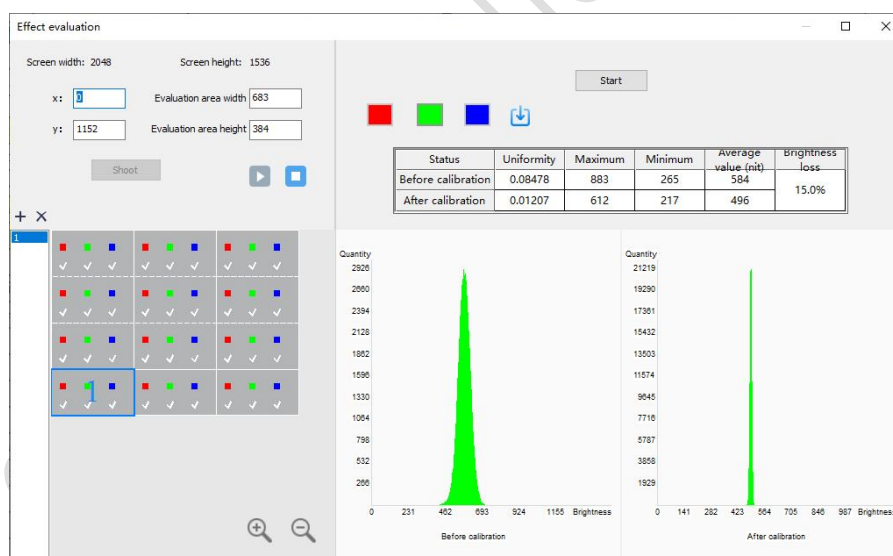 Effect evaluation
Screen width: 2048 Screen height: 1536
x: 0 Evaluation area width 683
y: 1152 Evaluation area height 384
Shoot
Start
Status Uniformity Maximum Minimum Average value (nit) Brightness loss
Before calibration 0.08478 883 265 584 15.0%
After calibration 0.01207 612 217 496
1
1
Quantity
2926
2660
2394
2128
1862
1596
1330
1064
798
532
266
0 231 462 693 924 1155 Brightness
Before calibration
Quantity
21219
19290
17361
15432
13503
11574
9645
7716
5787
3858
1929
0 141 282 423 564 705 846 987 Brightnes
After calibration